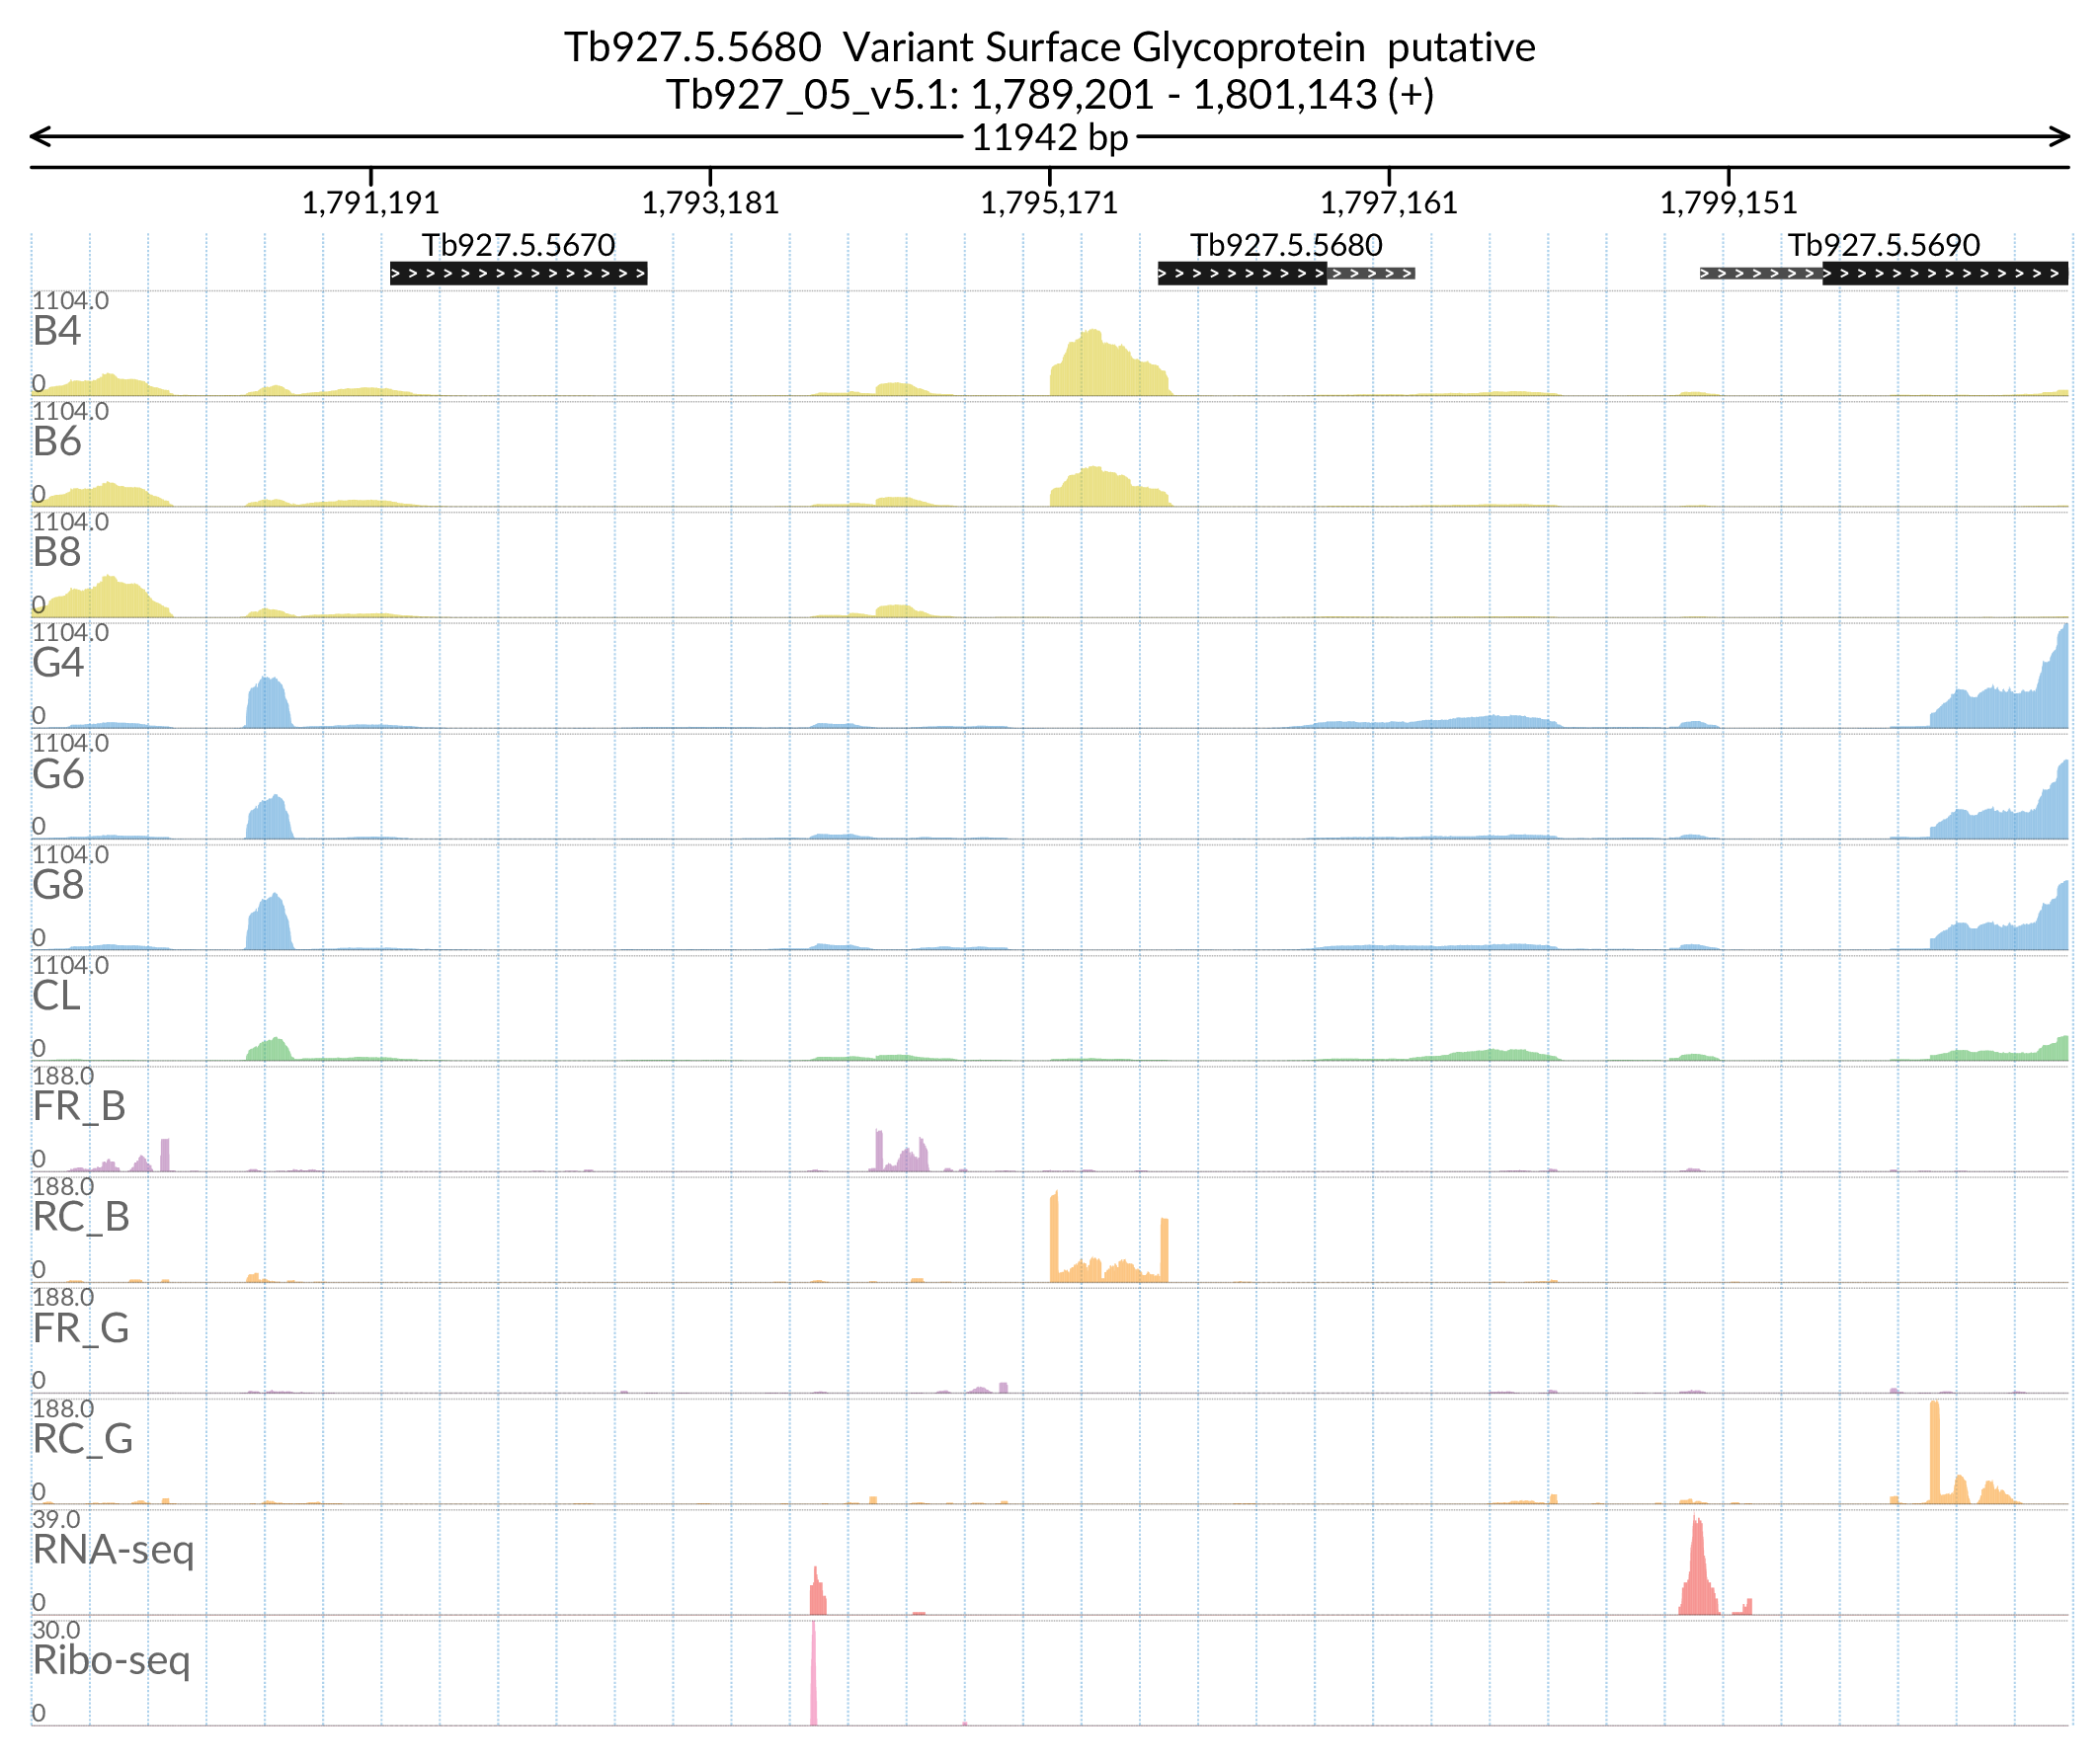 Tb927.5.5680  Variant Surface Glycoprotein  putative
Tb927_05_v5.1: 1,789,201 - 1,801,143 (+)
11942 bp
1,791,191 1,793,181 1,795,171 1,797,161 1,799,151
Tb927.5.5670 Tb927.5.5680 Tb927.5.5690
1104.0
B4
0
1104.0
B6
0
1104.0
B8
0
1104.0
G4
0
1104.0
G6
0
1104.0
G8
0
1104.0
CL
0
188.0
FR_B
0
188.0
RC_B
0
188.0
FR_G
0
188.0
RC_G
0
39.0
RNA-seq
0
30.0
Ribo-seq
0